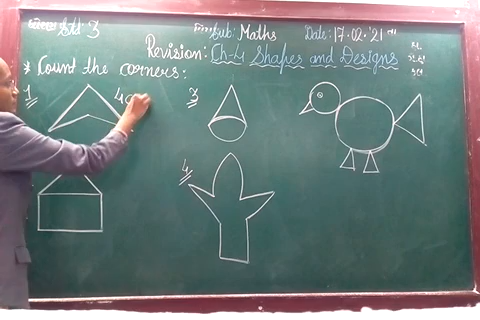 Std 3 Sub: Maths Date: 17-02-'21
Revision: Ch-4 Shapes and Designs
* Count the corners:
1 4 3
4